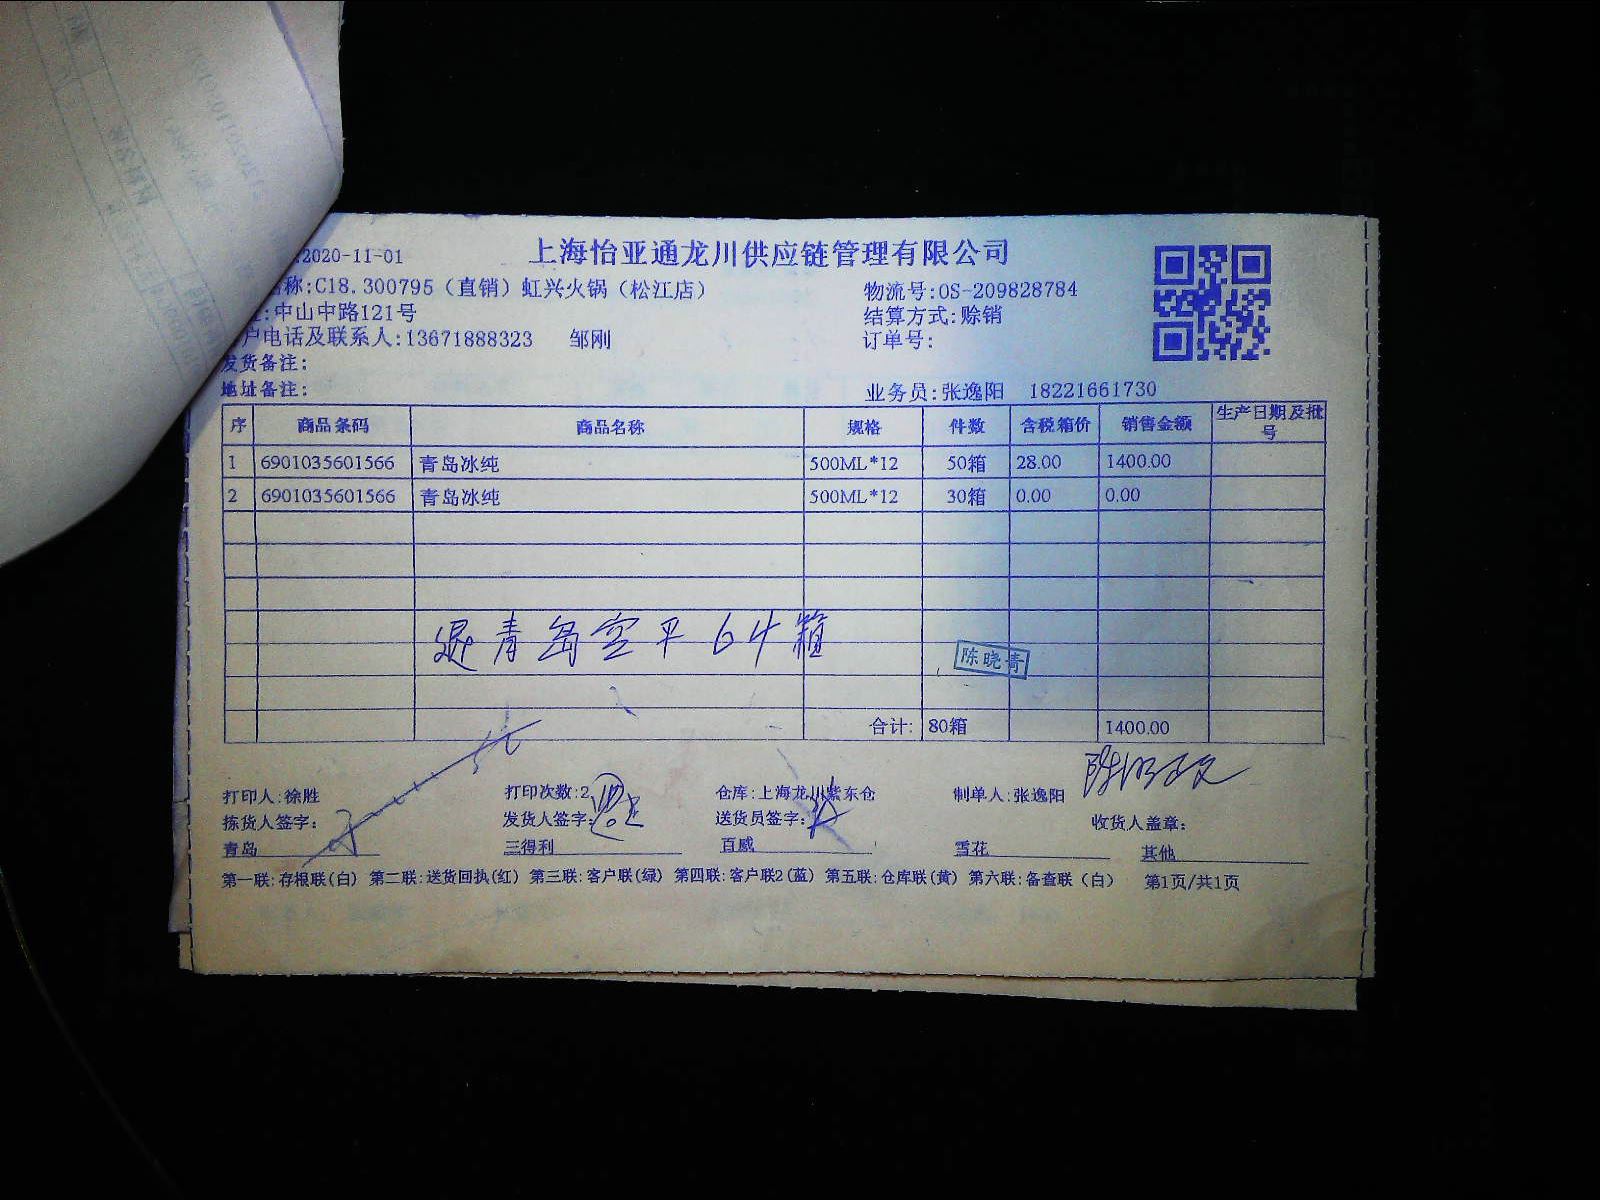 2020-11-01
上海怡亚通龙川供应链管理有限公司
称:C18.300795（直销）虹兴火锅（松江店）
物流号:OS-209828784
:中山中路121号
结算方式:赊销
户电话及联系人:13671888323 邹刚
订单号:
发货备注:
地址备注:
业务员:张逸阳 18221661730
序 商品条码 商品名称 规格 件数 含税箱价 销售金额 生产日期及批号
1 6901035601566 青岛冰纯 500ML*12 50箱 28.00 1400.00
2 6901035601566 青岛冰纯 500ML*12 30箱 0.00 0.00
退青岛空平64箱
陈晓青
合计: 80箱 1400.00
打印人:徐胜 打印次数:2 仓库:上海龙川紫东仓 制单人:张逸阳
拣货人签字: 发货人签字: 送货员签字: 收货人盖章:
青岛 三得利 百威 雪花 其他
第一联:存根联(白) 第二联:送货回执(红) 第三联:客户联(绿) 第四联:客户联2(蓝) 第五联:仓库联(黄) 第六联:备查联（白） 第1页/共1页